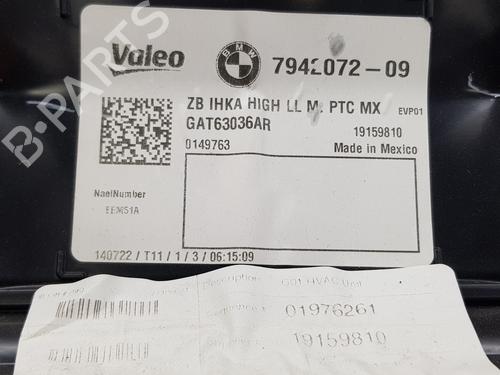 Valeo
BMW
7942072-09
ZB IHKA HIGH LL M. PTC MX EVP01
GAT63036AR 19159810
0149763 Made in Mexico
NaelNumber
140722 / T11 / 1 / 3 / 06:15:09
Description G01 HVAC Unit
01976261
19159810
B-PARTS